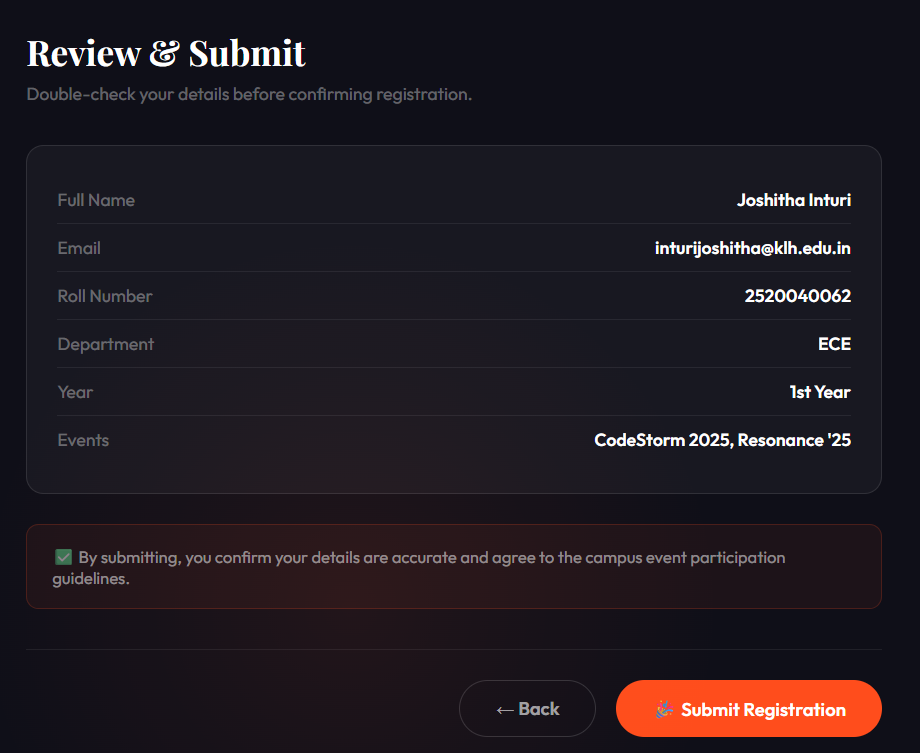 Review & Submit
Double-check your details before confirming registration.
Full Name Joshitha Inturi
Email inturijoshitha@klh.edu.in
Roll Number 2520040062
Department ECE
Year 1st Year
Events CodeStorm 2025, Resonance '25
✅ By submitting, you confirm your details are accurate and agree to the campus event participation
guidelines.
← Back 🎉 Submit Registration